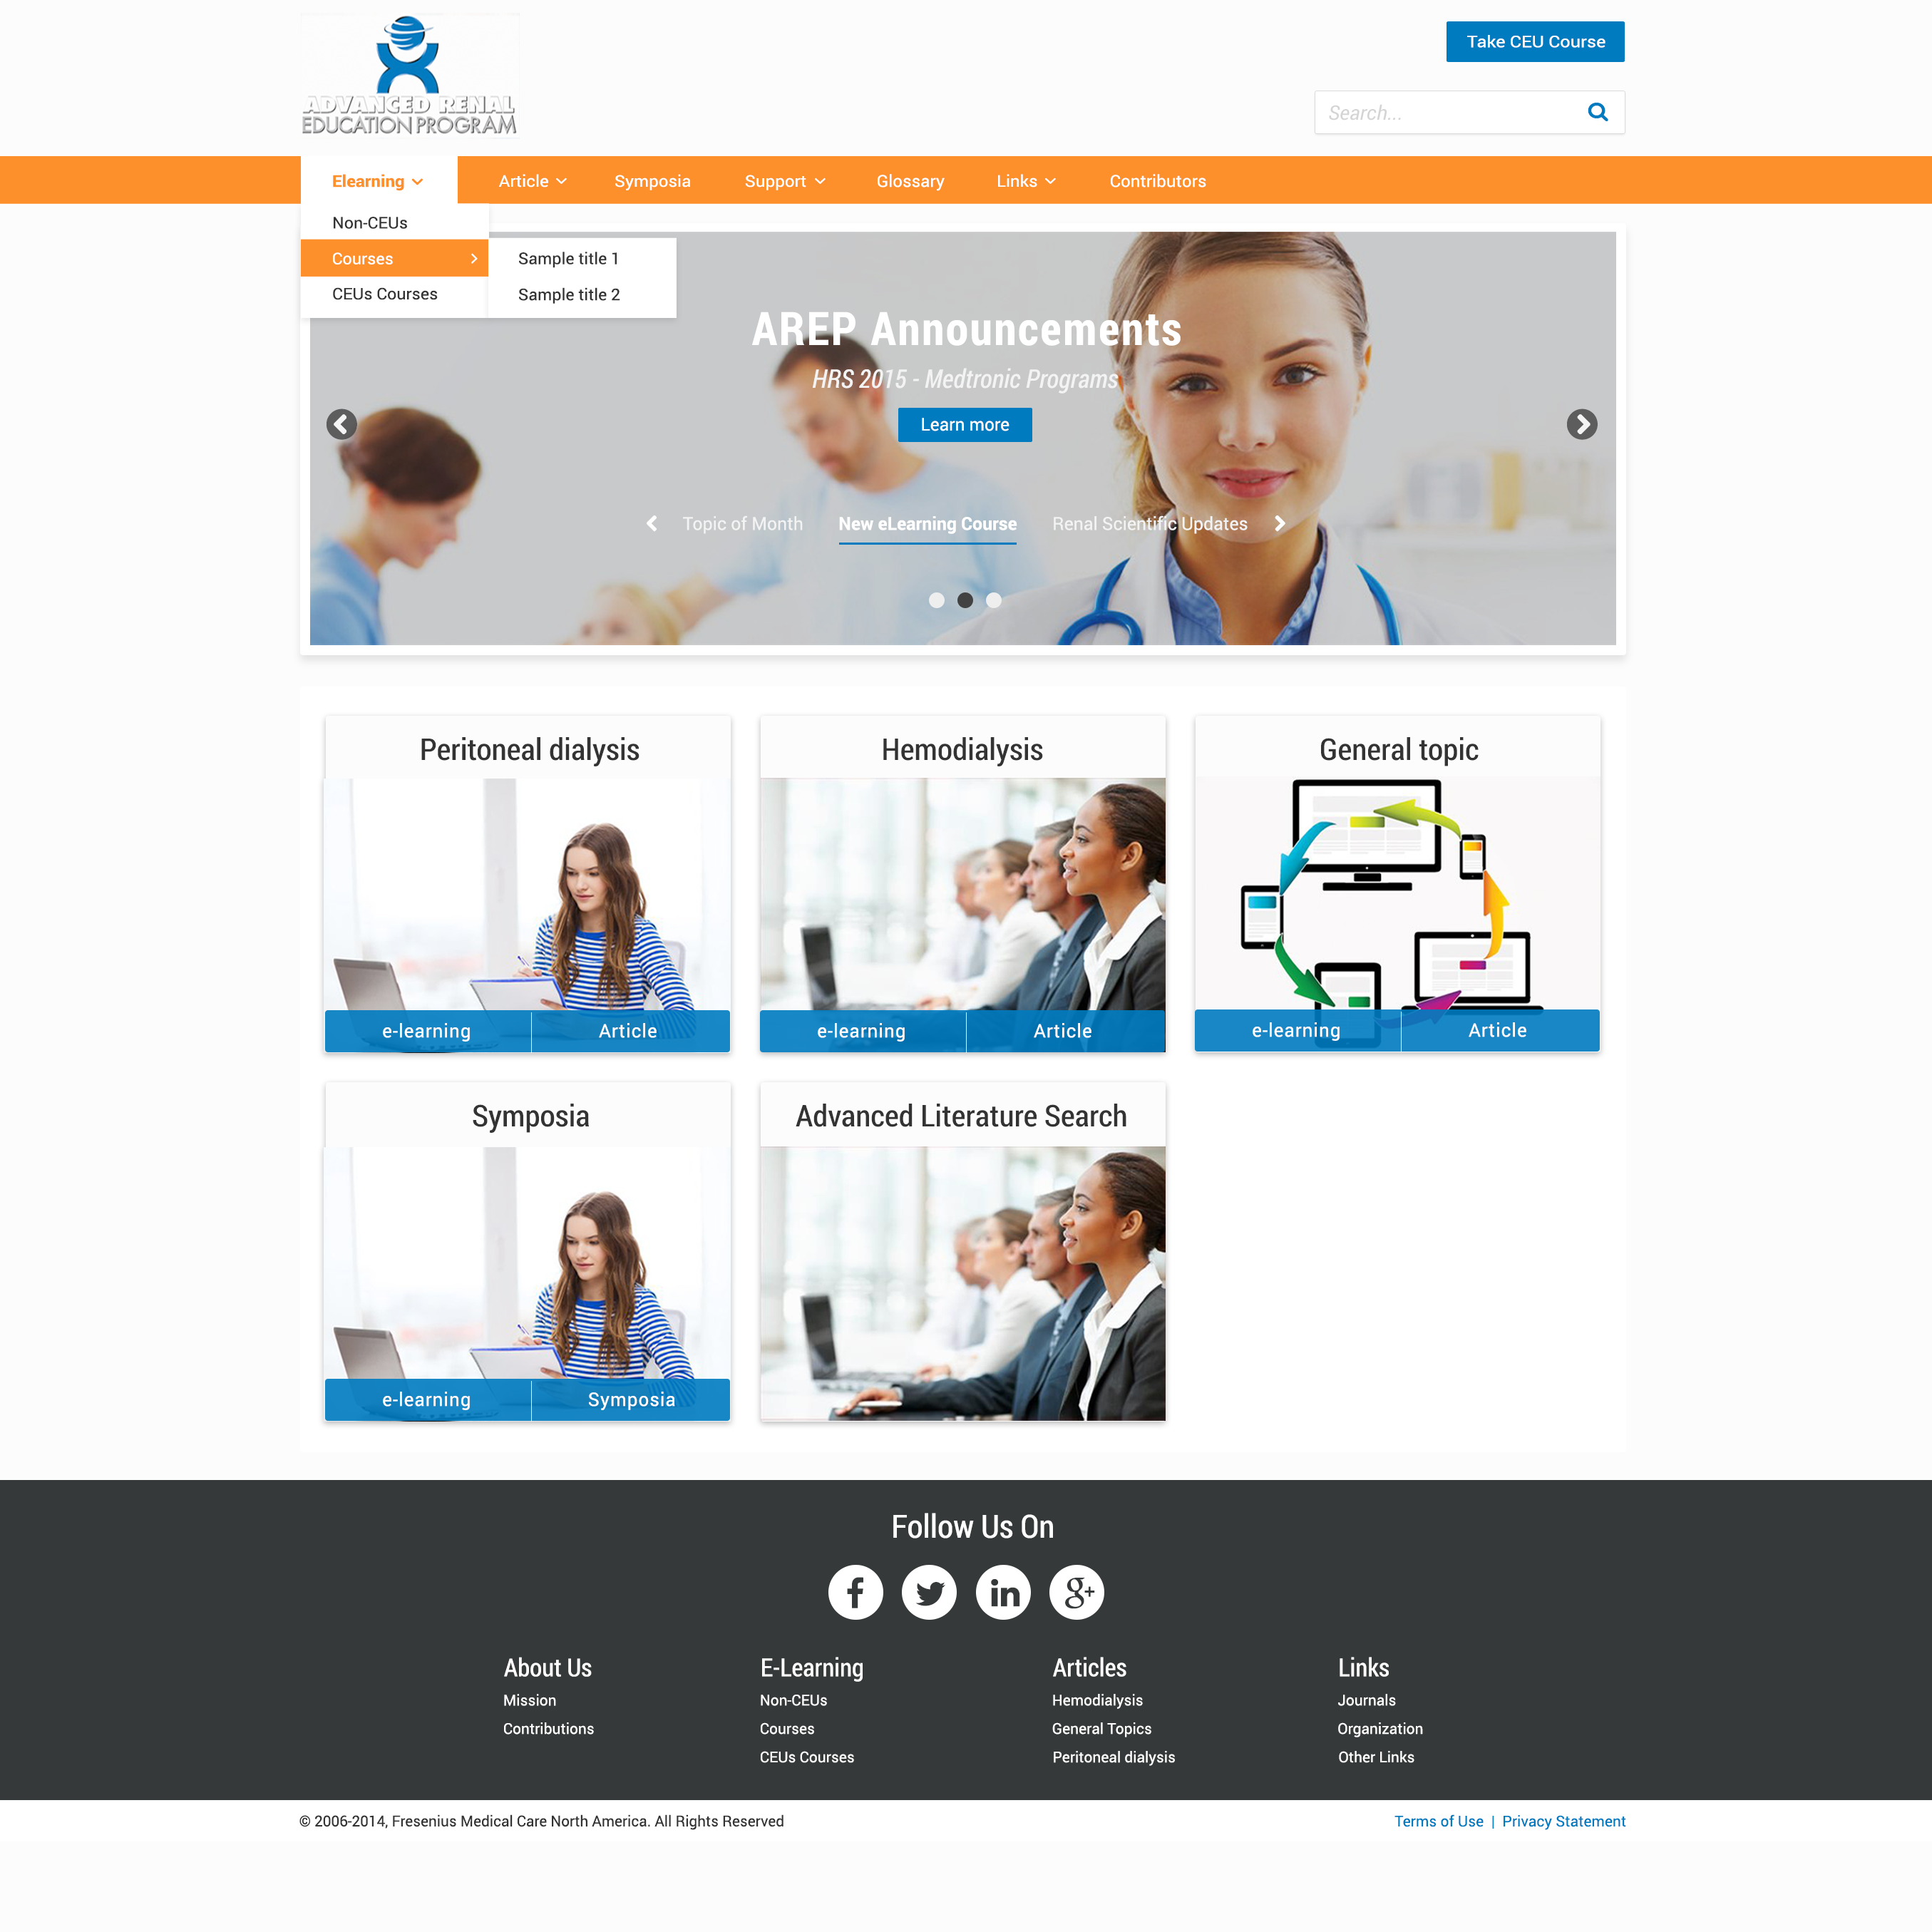 ADVANCED RENAL
EDUCATION PROGRAM
Take CEU Course
Search...
Elearning
Article
Symposia
Support
Glossary
Links
Contributors
Non-CEUs
Courses
CEUs Courses
Sample title 1
Sample title 2
AREP Announcements
HRS 2015 - Medtronic Programs
Learn more
Topic of Month
New eLearning Course
Renal Scientific Updates
Peritoneal dialysis
e-learning
Article
Hemodialysis
e-learning
Article
General topic
e-learning
Article
Symposia
e-learning
Symposia
Advanced Literature Search
Follow Us On
About Us
Mission
Contributions
E-Learning
Non-CEUs
Courses
CEUs Courses
Articles
Hemodialysis
General Topics
Peritoneal dialysis
Links
Journals
Organization
Other Links
© 2006-2014, Fresenius Medical Care North America. All Rights Reserved
Terms of Use | Privacy Statement